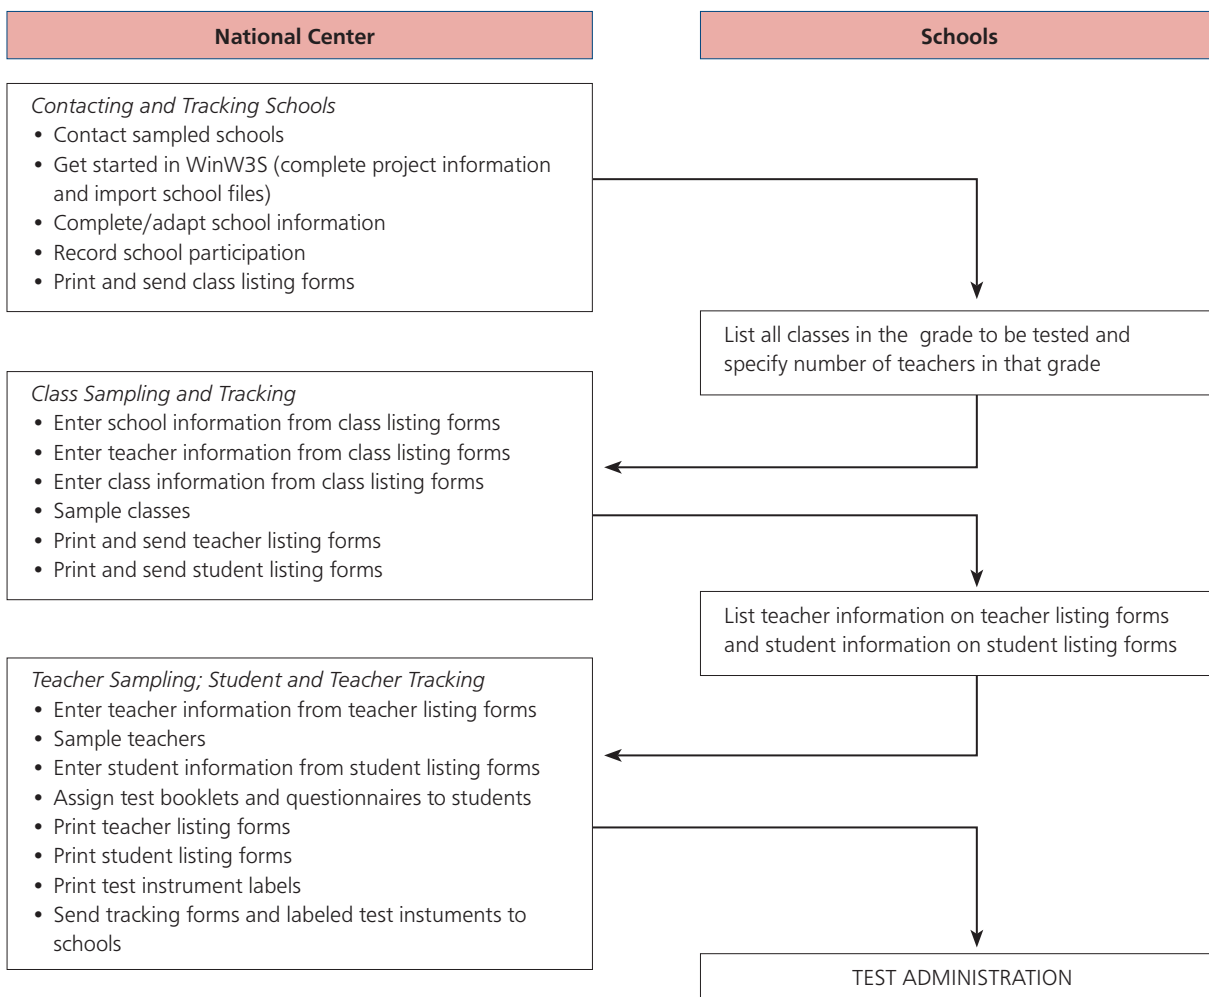 National Center
Schools
Contacting and Tracking Schools
• Contact sampled schools
• Get started in WinW3S (complete project information
and import school files)
• Complete/adapt school information
• Record school participation
• Print and send class listing forms
List all classes in the grade to be tested and
specify number of teachers in that grade
Class Sampling and Tracking
• Enter school information from class listing forms
• Enter teacher information from class listing forms
• Enter class information from class listing forms
• Sample classes
• Print and send teacher listing forms
• Print and send student listing forms
List teacher information on teacher listing forms
and student information on student listing forms
Teacher Sampling; Student and Teacher Tracking
• Enter teacher information from teacher listing forms
• Sample teachers
• Enter student information from student listing forms
• Assign test booklets and questionnaires to students
• Print teacher listing forms
• Print student listing forms
• Print test instrument labels
• Send tracking forms and labeled test instuments to
schools
TEST ADMINISTRATION